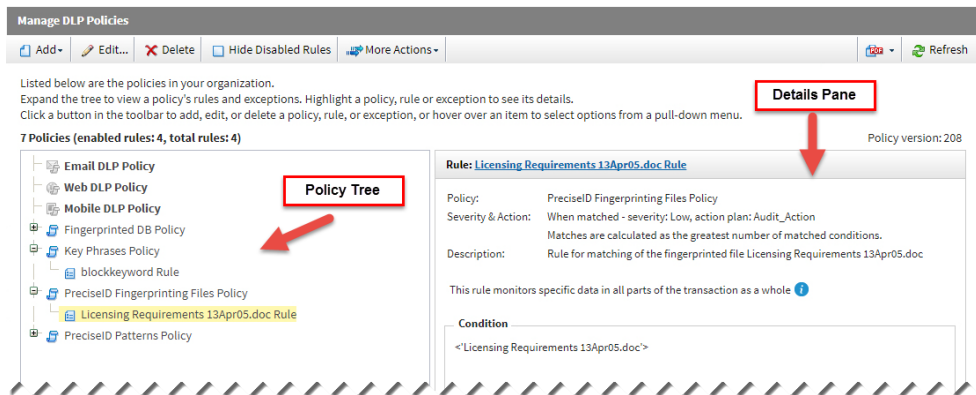 Manage DLP Policies
Add
Edit...
Delete
Hide Disabled Rules
More Actions
PDF
Refresh
Listed below are the policies in your organization.
Expand the tree to view a policy's rules and exceptions. Highlight a policy, rule or exception to see its details.
Click a button in the toolbar to add, edit, or delete a policy, rule, or exception, or hover over an item to select options from a pull-down menu.
Details Pane
7 Policies (enabled rules: 4, total rules: 4)
Policy version: 208
Email DLP Policy
Web DLP Policy
Mobile DLP Policy
Fingerprinted DB Policy
Key Phrases Policy
blockkeyword Rule
PreciseID Fingerprinting Files Policy
Licensing Requirements 13Apr05.doc Rule
PreciseID Patterns Policy
Policy Tree
Rule: Licensing Requirements 13Apr05.doc Rule
Policy: PreciseID Fingerprinting Files Policy
Severity & Action: When matched - severity: Low, action plan: Audit_Action
Matches are calculated as the greatest number of matched conditions.
Description: Rule for matching of the fingerprinted file Licensing Requirements 13Apr05.doc
This rule monitors specific data in all parts of the transaction as a whole
Condition
<'Licensing Requirements 13Apr05.doc'>